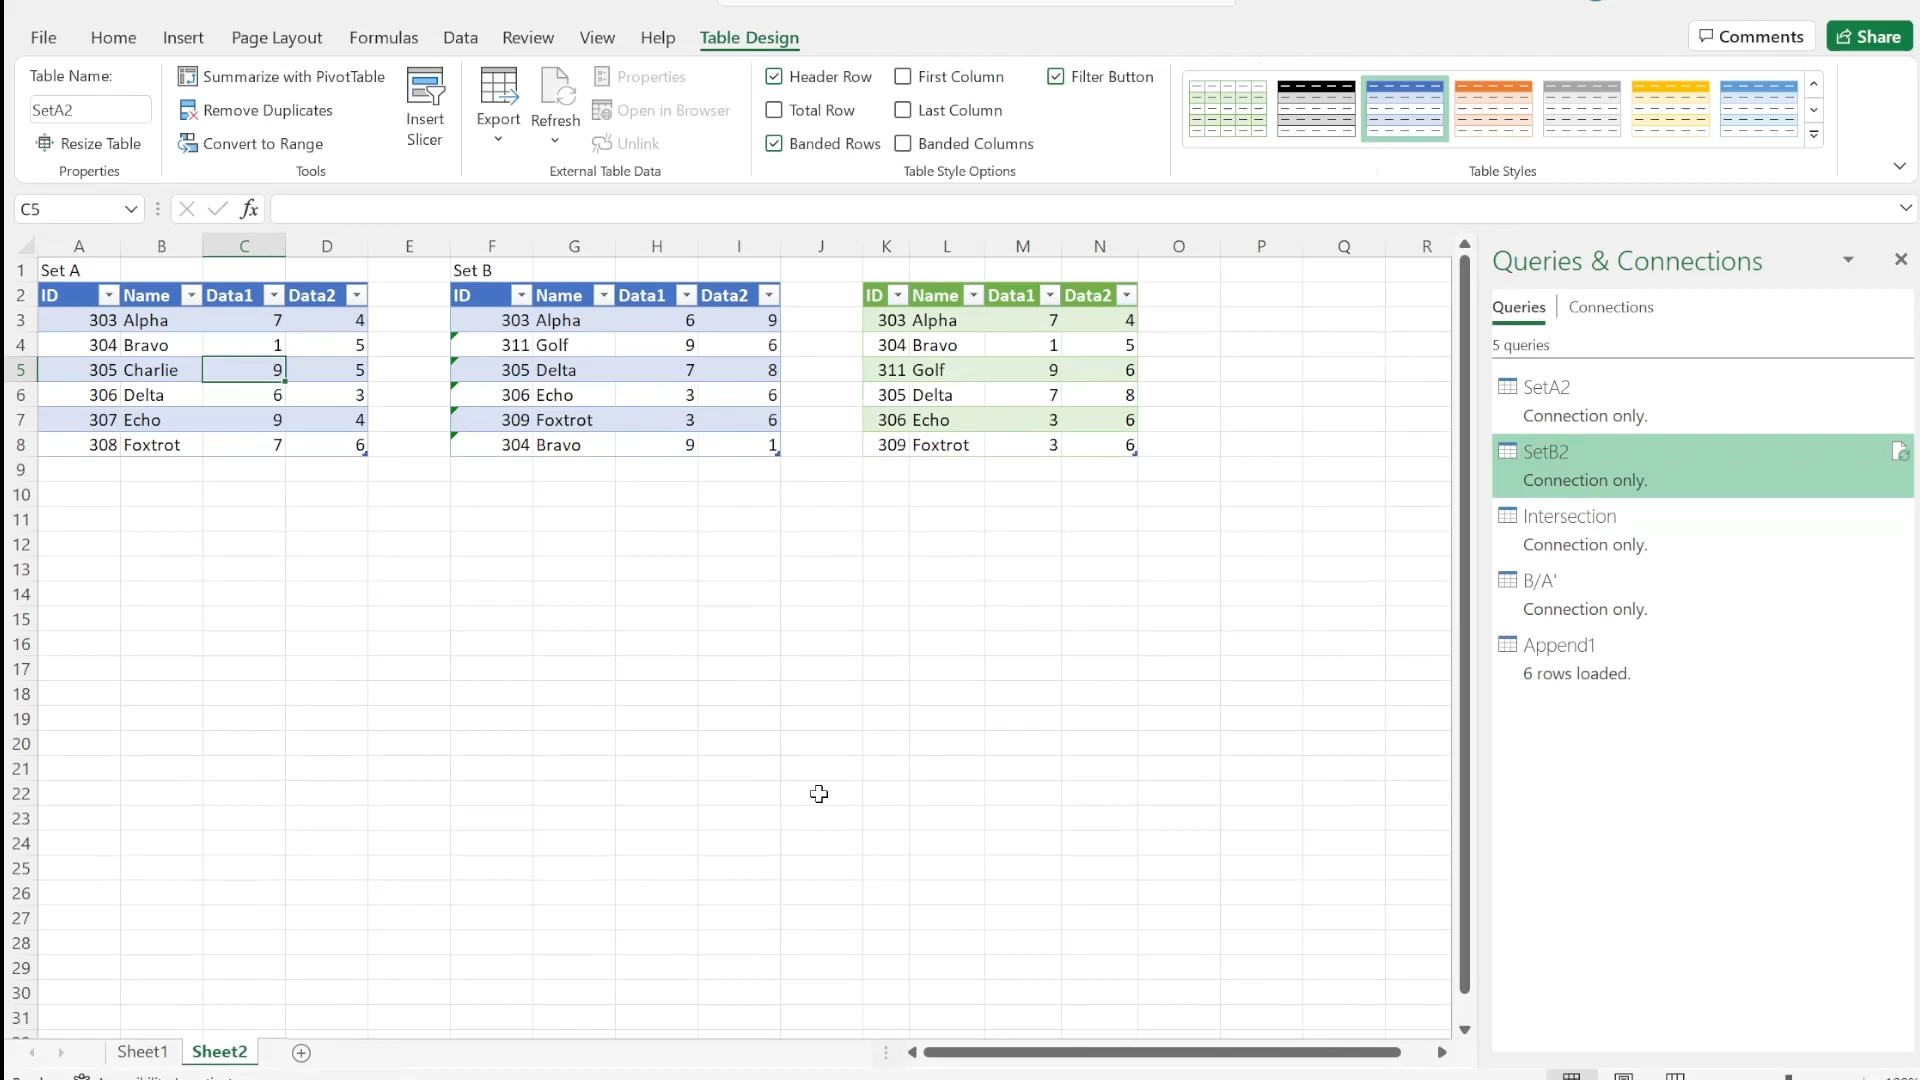 File Home Insert Page Layout Formulas Data Review View Help Table Design Comments Share
Table Name:
SetA2
Resize Table
Properties
Summarize with PivotTable
Remove Duplicates
Convert to Range
Tools
Insert
Slicer
Export
Refresh
Properties
Open in Browser
Unlink
External Table Data
Header Row First Column Filter Button
Total Row Last Column
Banded Rows Banded Columns
Table Style Options
Table Styles
C5 fx
A B C D E F G H I J K L M N O P Q R
1 Set A Set B
2 ID Name Data1 Data2 ID Name Data1 Data2 ID Name Data1 Data2
3 303 Alpha 7 4 303 Alpha 6 9 303 Alpha 7 4
4 304 Bravo 1 5 311 Golf 9 6 304 Bravo 1 5
5 305 Charlie 9 5 305 Delta 7 8 311 Golf 9 6
6 306 Delta 6 3 306 Echo 3 6 305 Delta 7 8
7 307 Echo 9 4 309 Foxtrot 3 6 306 Echo 3 6
8 308 Foxtrot 7 6 304 Bravo 9 1 309 Foxtrot 3 6
9
10
11
12
13
14
15
16
17
18
19
20
21
22
23
24
25
26
27
28
29
30
31
Sheet1 Sheet2
Queries & Connections
Queries Connections
5 queries
SetA2
Connection only.
SetB2
Connection only.
Intersection
Connection only.
B/A'
Connection only.
Append1
6 rows loaded.